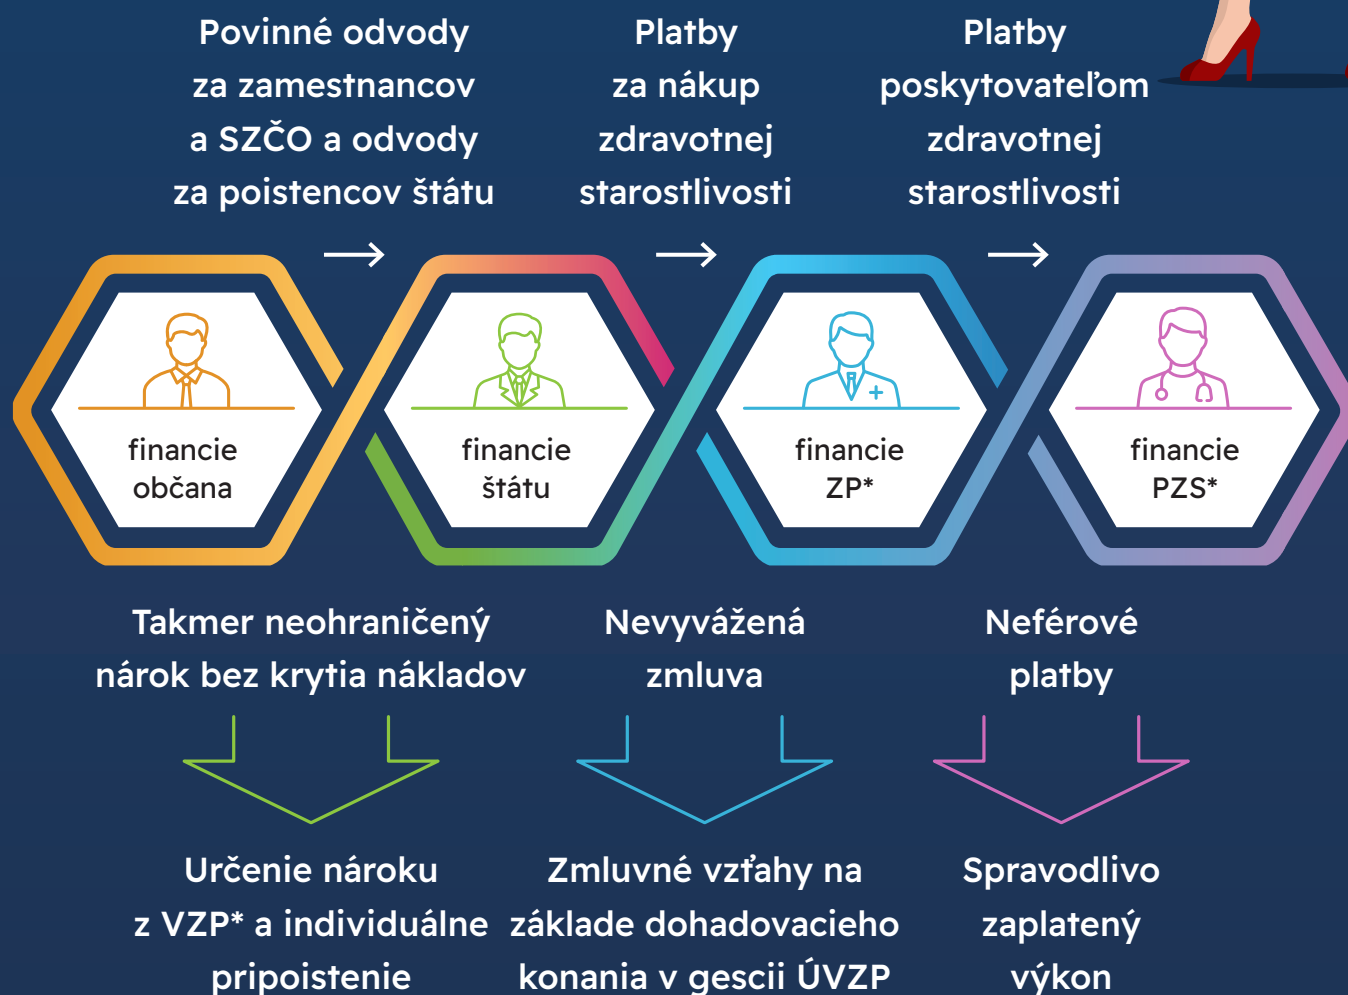 Povinné odvody
za zamestnancov
a SZČO a odvody
za poistencov štátu
Platby
za nákup
zdravotnej
starostlivosti
Platby
poskytovateľom
zdravotnej
starostlivosti
financie
občana
financie
štátu
financie
ZP*
financie
PZS*
Takmer neohraničený
nárok bez krytia nákladov
Nevyvážená
zmluva
Neférové
platby
Určenie nároku
z VZP* a individuálne
pripoistenie
Zmluvné vzťahy na
základe dohadovacieho
konania v gescii ÚVZP
Spravodlivo
zaplatený
výkon